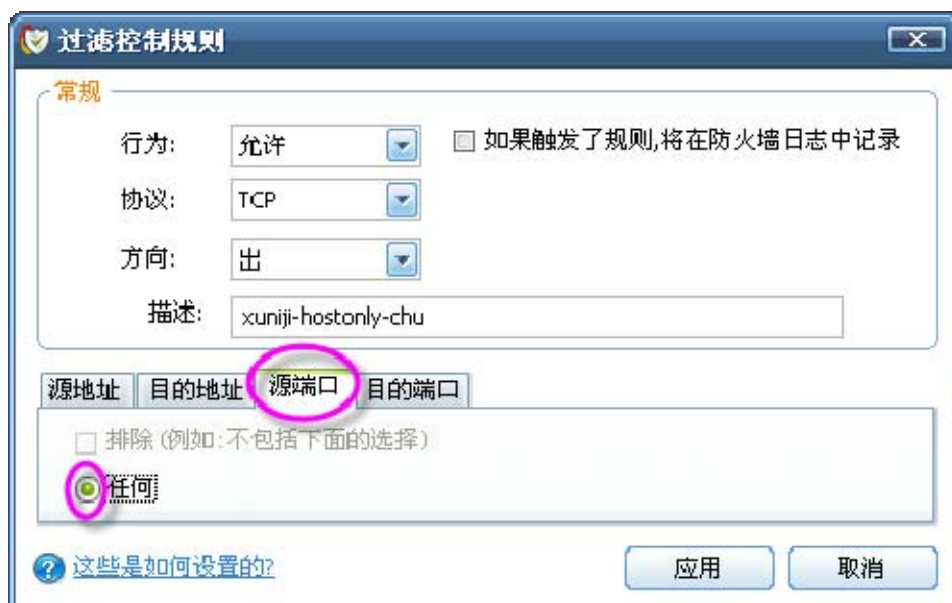 过滤控制规则
常规
行为: 允许 如果触发了规则,将在防火墙日志中记录
协议: TCP
方向: 出
描述: xuniji-hostonly-chu
源地址 目的地址 源端口 目的端口
排除(例如:不包括下面的选择)
任何
这些是如何设置的? 应用 取消